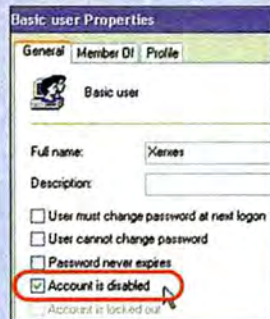 Basic user Properties
General Member Of Profile
Basic user
Full name: Xerxes
Description:
User must change password at next logon
User cannot change password
Password never expires
Account is disabled
Account is locked out